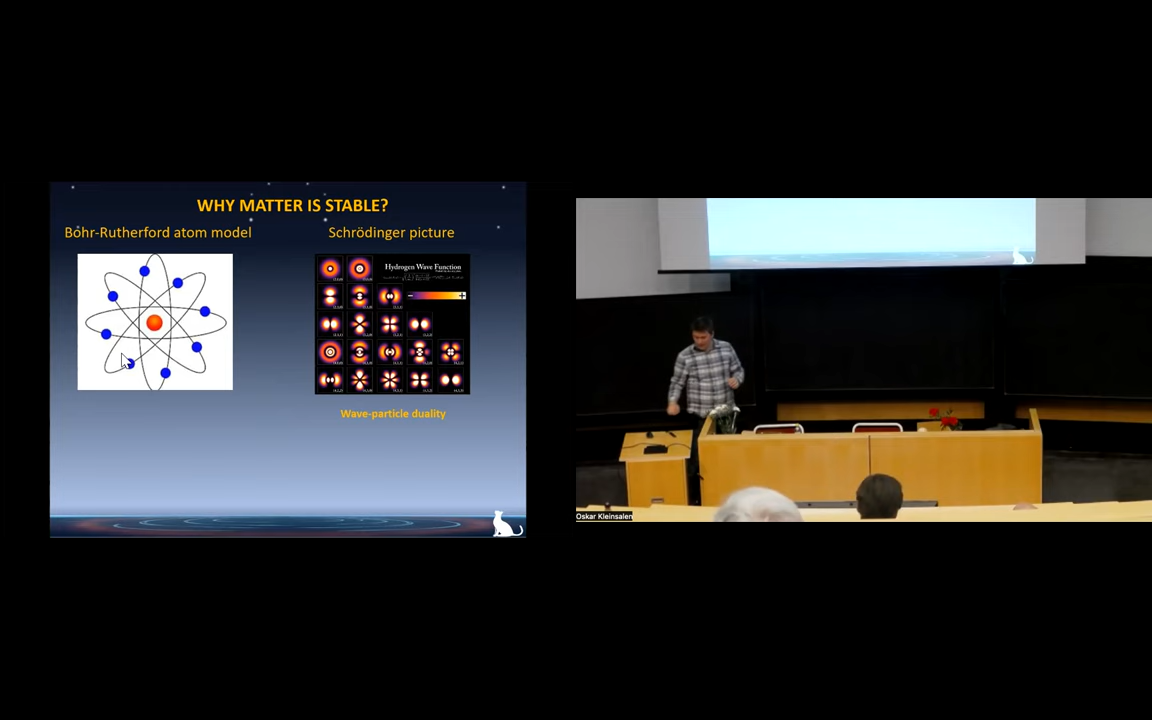 WHY MATTER IS STABLE?
Bohr-Rutherford atom model
Schrödinger picture
Hydrogen Wave Function
Wave-particle duality
Oskar Kleinsalen